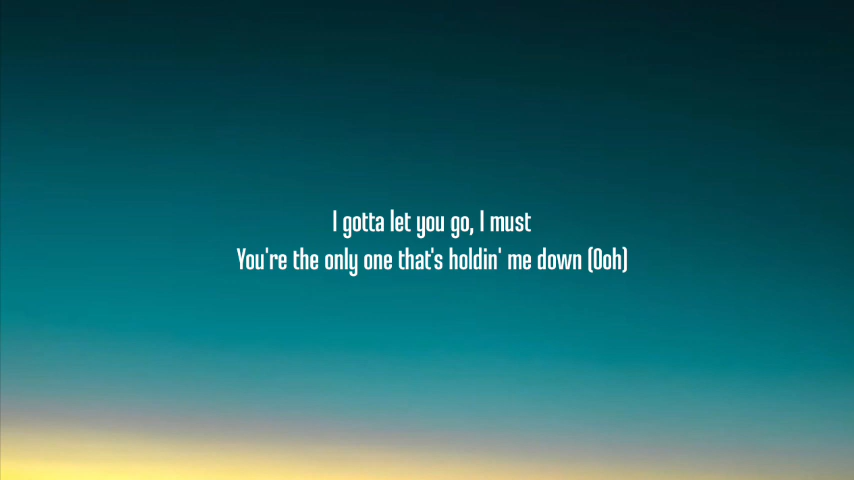 I gotta let you go, I must
You're the only one that's holdin' me down (Ooh)